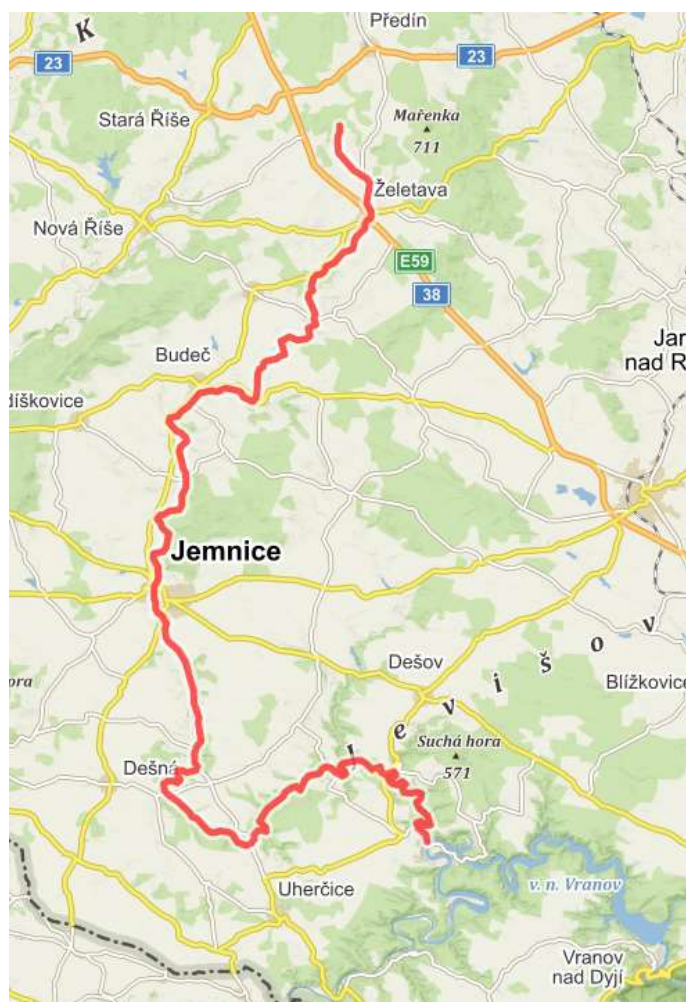 K
Předín
23
23
Stará Říše
Mařenka
711
Želetava
Nová Říše
E59
38
Budeč
Jar
nad R
díškovice
Jemnice
Dešov
J e v i š o v
Blížkovice
ora
Suchá hora
571
Dešná
Uherčice
v. n. Vranov
Vranov
nad Dyjí